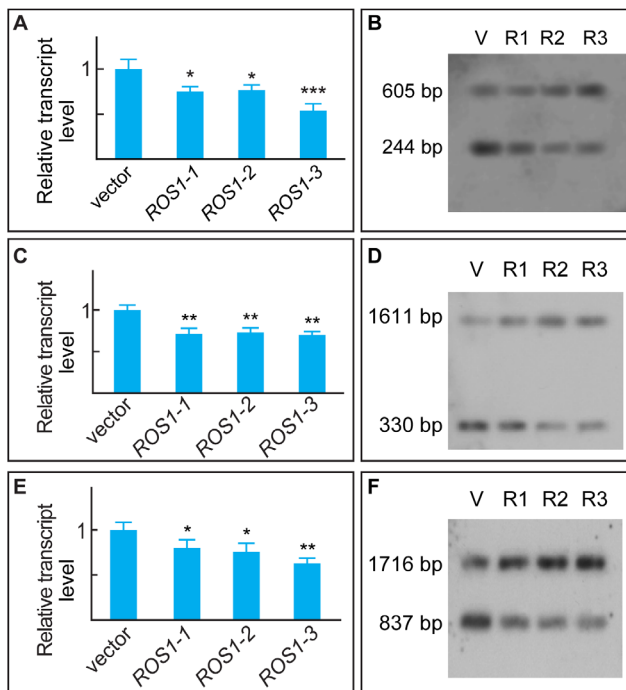 A
Relative transcript
level
1
*
*
***
vector
ROS1-1
ROS1-2
ROS1-3
B
V R1 R2 R3
605 bp
244 bp
C
Relative transcript
level
1
**
**
**
vector
ROS1-1
ROS1-2
ROS1-3
D
V R1 R2 R3
1611 bp
330 bp
E
Relative transcript
level
1
*
*
**
vector
ROS1-1
ROS1-2
ROS1-3
F
V R1 R2 R3
1716 bp
837 bp